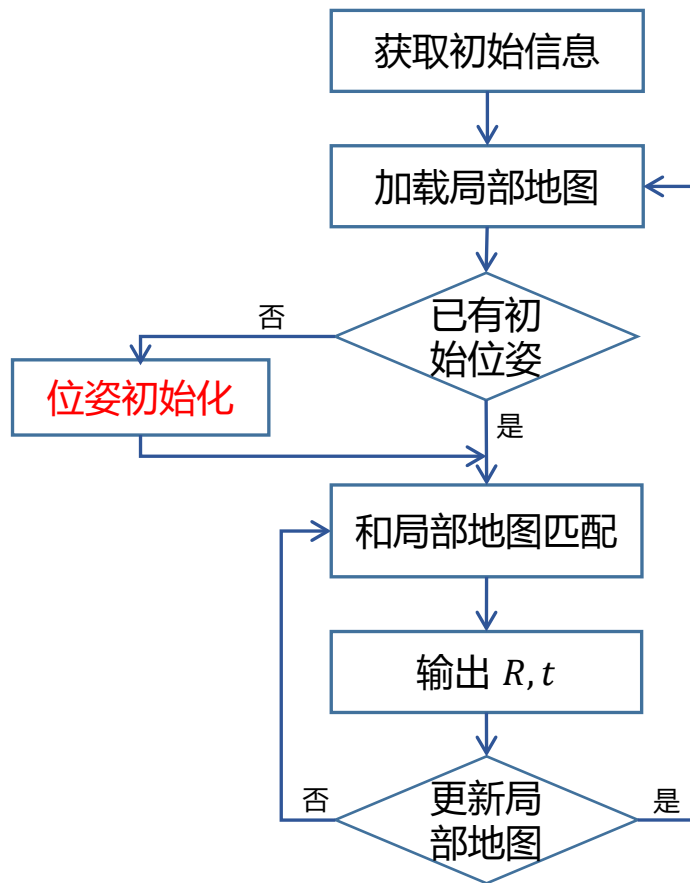 获取初始信息
加载局部地图
否
已有初
始位姿
位姿初始化
是
和局部地图匹配
输出 R, t
否
更新局
部地图
是